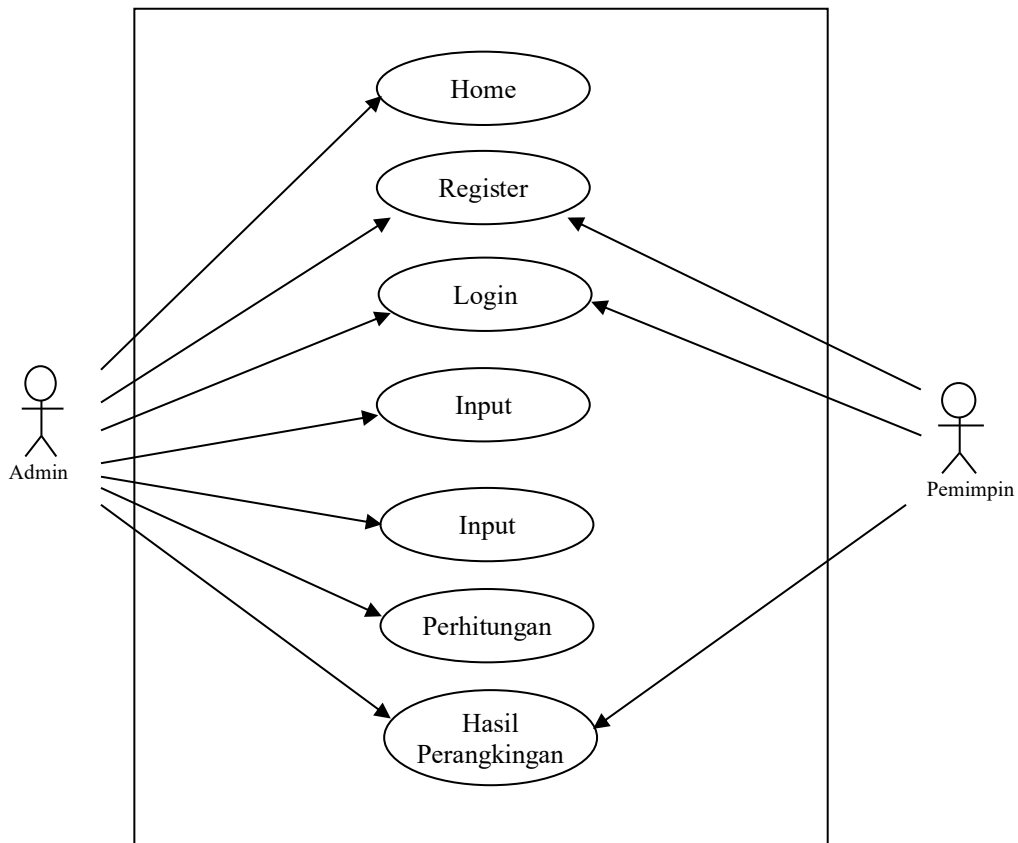 Home
Register
Login
Input
Input
Perhitungan
Hasil
Perangkingan
Admin
Pemimpin